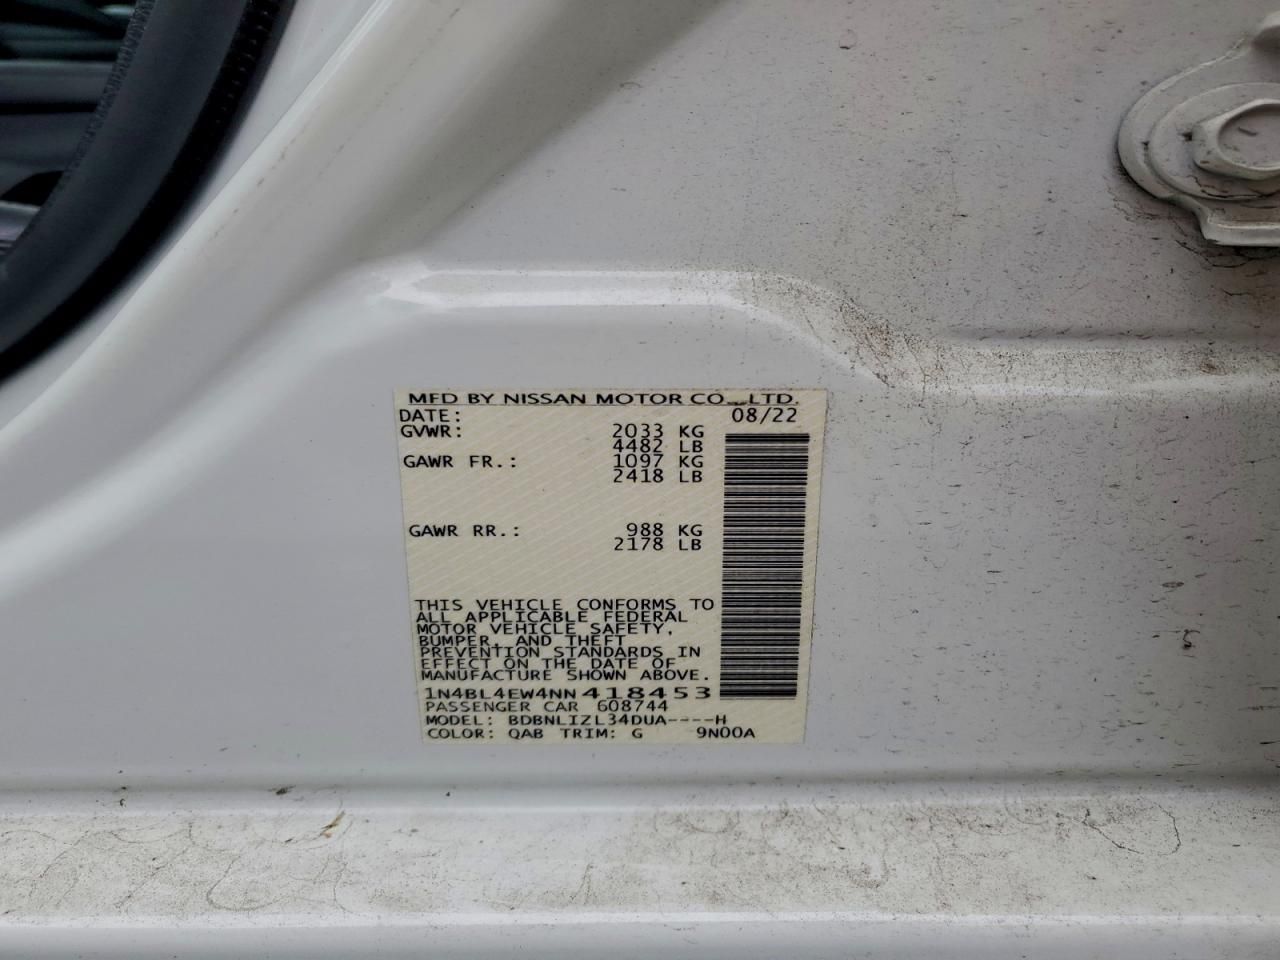 MFD BY NISSAN MOTOR CO., LTD.
DATE: 08/22
GVWR: 2033 KG
4482 LB
GAWR FR.: 1097 KG
2418 LB
GAWR RR.: 988 KG
2178 LB
THIS VEHICLE CONFORMS TO
ALL APPLICABLE FEDERAL
MOTOR VEHICLE SAFETY,
BUMPER, AND THEFT
PREVENTION STANDARDS IN
EFFECT ON THE DATE OF
MANUFACTURE SHOWN ABOVE.
1N4BL4EW4NN418453
PASSENGER CAR 608744
MODEL: BDBNLIZL34DUA----H
COLOR: QAB TRIM: G 9N00A